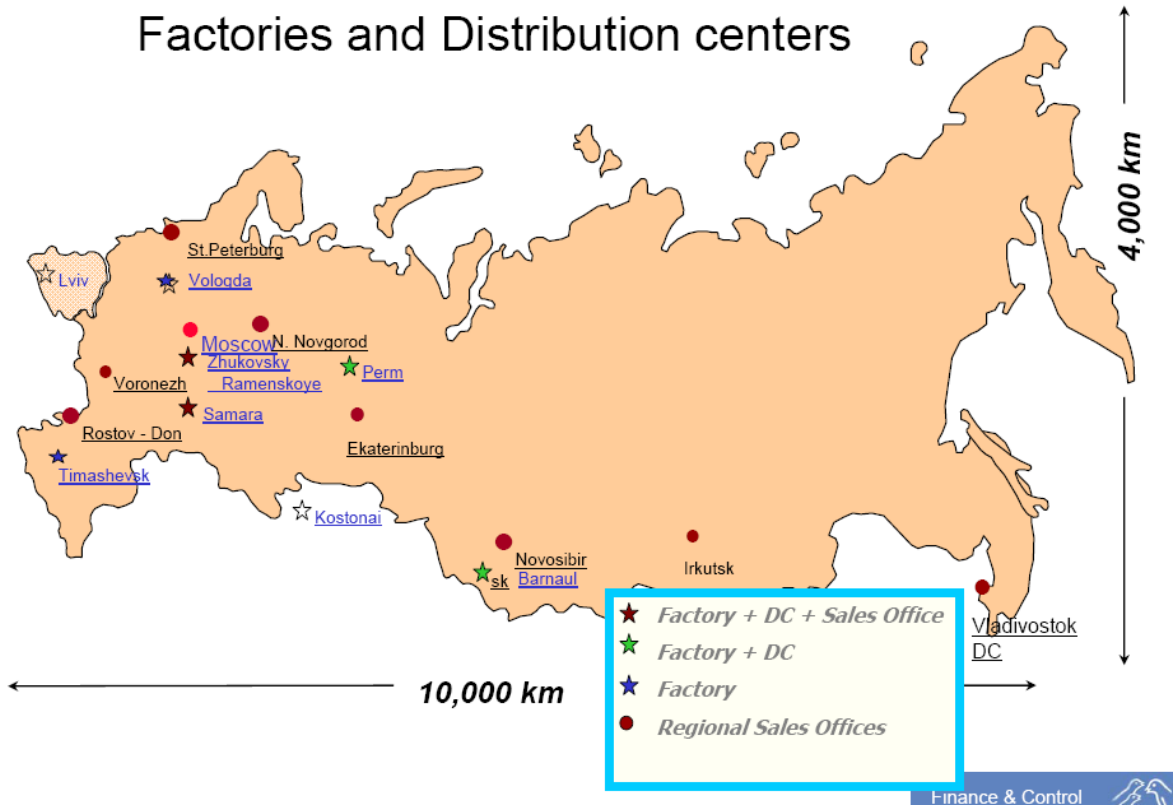 Factories and Distribution centers
4,000 km
St.Peterburg
Lviv
Vologda
Moscow
N. Novgorod
Zhukovsky
Ramenskoye
Perm
Voronezh
Samara
Rostov - Don
Ekaterinburg
Timashevsk
Kostonai
Novosibir
sk
Barnaul
Irkutsk
Vladivostok
DC
10,000 km
Factory + DC + Sales Office
Factory + DC
Factory
Regional Sales Offices
Finance & Control